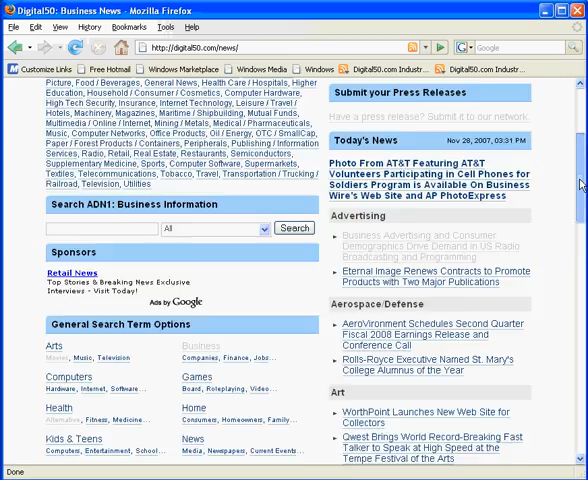 Digital50: Business News - Mozilla Firefox
File Edit View History Bookmarks Tools Help
http://digital50.com/news/
Google
Customize Links Free Hotmail Windows Marketplace Windows Media Windows Digital50.com Industr... Digital50.com Industr...
Picture, Food / Beverages, General News, Health Care / Hospitals, Higher
Education, Household / Consumer / Cosmetics, Computer Hardware,
High Tech Security, Insurance, Internet Technology, Leisure / Travel /
Hotels, Machinery, Magazines, Maritime / Shipbuilding, Mutual Funds,
Multimedia / Online / Internet, Mining / Metals, Medical / Pharmaceuticals,
Music, Computer Networks, Office Products, Oil / Energy, OTC / SmallCap,
Paper / Forest Products / Containers, Peripherals, Publishing / Information
Services, Radio, Retail, Real Estate, Restaurants, Semiconductors,
Supplementary Medicine, Sports, Computer Software, Supermarkets,
Textiles, Telecommunications, Tobacco, Travel, Transportation / Trucking /
Railroad, Television, Utilities
Search ADN1: Business Information
All
Search
Sponsors
Retail News
Top Stories & Breaking News Exclusive
Interviews - Visit Today!
Ads by Google
General Search Term Options
Arts
Movies, Music, Television
Business
Companies, Finance, Jobs...
Computers
Hardware, Internet, Software...
Games
Board, Roleplaying, Video...
Health
Alternative, Fitness, Medicine...
Home
Consumers, Homeowners, Family...
Kids & Teens
Computers, Entertainment, School...
News
Media, Newspapers, Current Events...
Submit your Press Releases
Have a press release? Submit it to our network.
Today's News Nov 28, 2007, 03:31 PM
Photo From AT&T Featuring AT&T
Volunteers Participating in Cell Phones for
Soldiers Program is Available On Business
Wire's Web Site and AP PhotoExpress
Advertising
Business Advertising and Consumer
Demographics Drive Demand in US Radio
Broadcasting and Programming
Eternal Image Renews Contracts to Promote
Products with Two Major Publications
Aerospace/Defense
AeroVironment Schedules Second Quarter
Fiscal 2008 Earnings Release and
Conference Call
Rolls-Royce Executive Named St. Mary's
College Alumnus of the Year
Art
WorthPoint Launches New Web Site for
Collectors
Qwest Brings World Record-Breaking Fast
Talker to Speak at High Speed at the
Tempe Festival of the Arts
Done